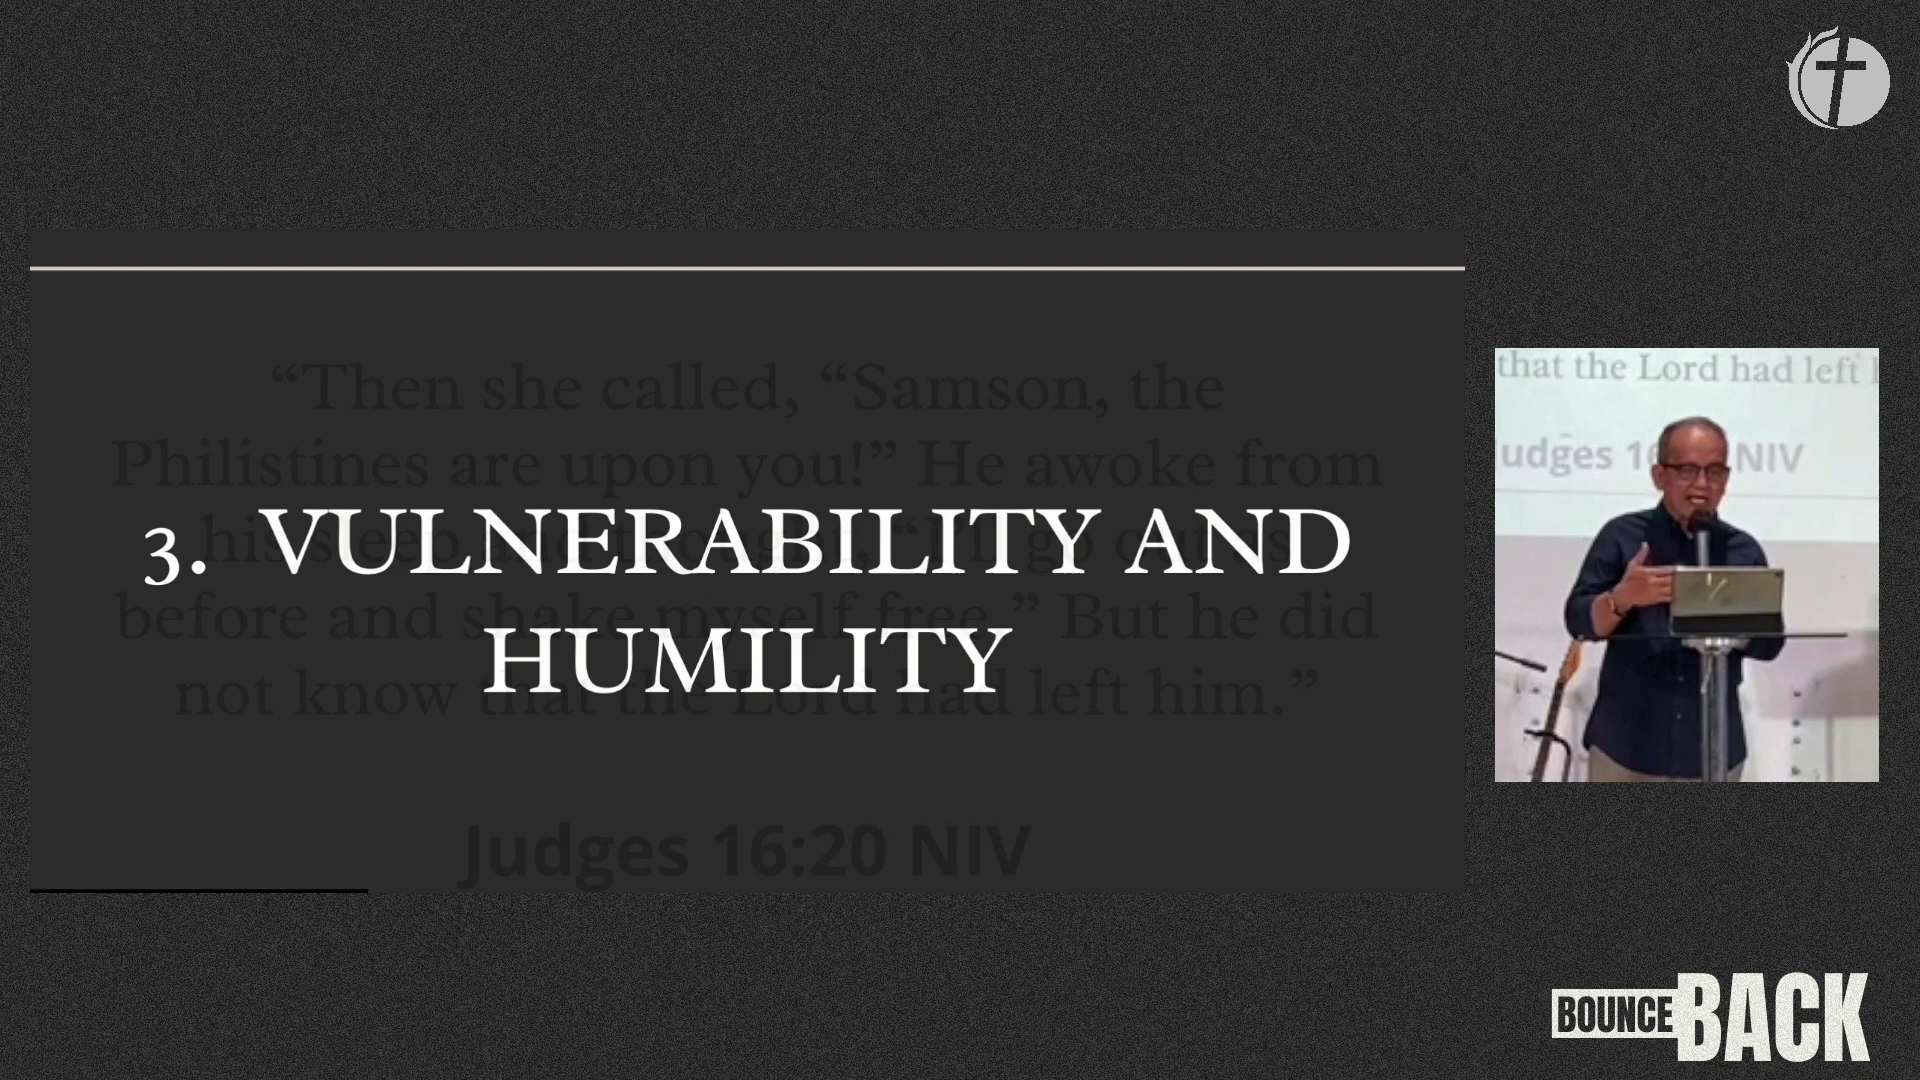 “Then she called, “Samson, the
Philistines are upon you!” He awoke from
before and shake myself free.” But he did
not know that the Lord had left him.”
3. VULNERABILITY AND
HUMILITY
Judges 16:20 NIV
that the Lord had left
udges 16 NIV
BOUNCE BACK